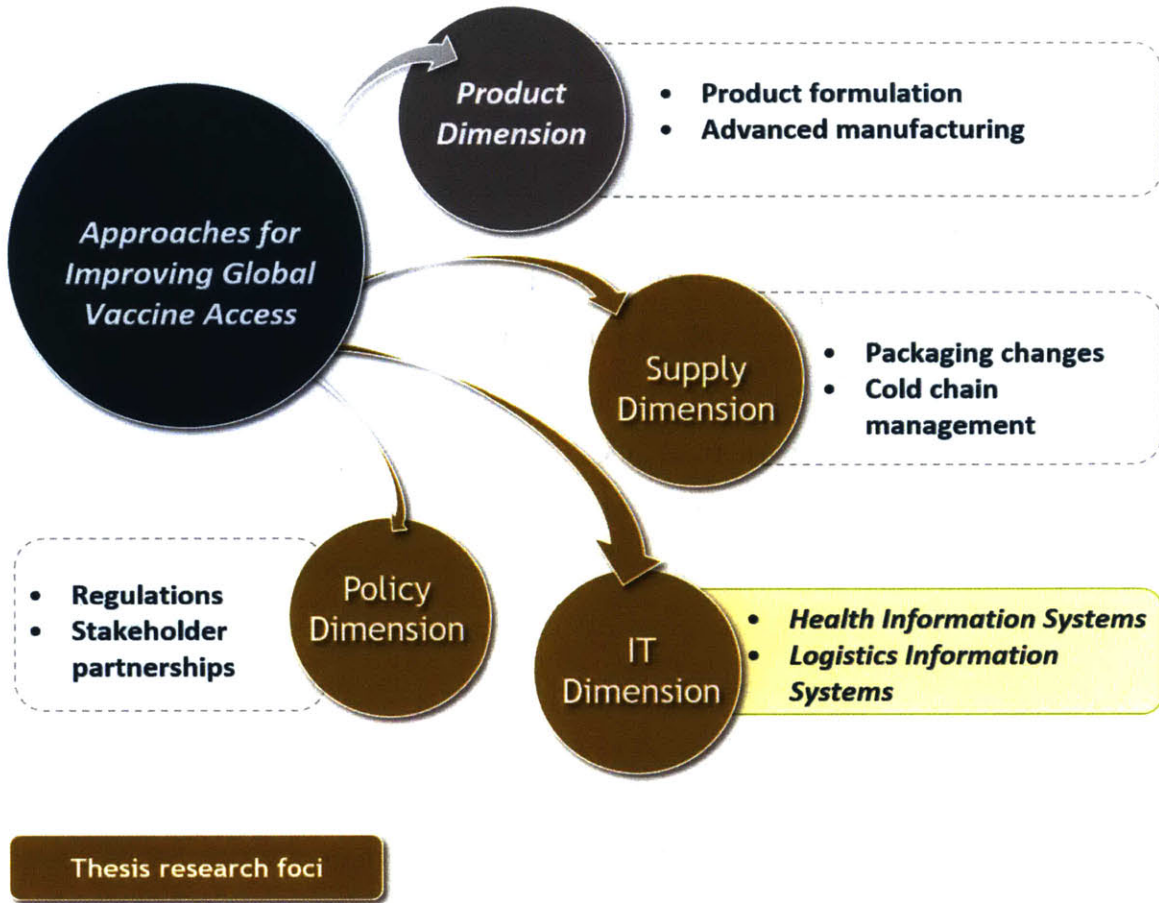 Product
Dimension
• Product formulation
• Advanced manufacturing
Approaches for
Improving Global
Vaccine Access
Supply
Dimension
• Packaging changes
• Cold chain
management
Policy
Dimension
• Regulations
• Stakeholder
partnerships
IT
Dimension
• Health Information Systems
• Logistics Information
Systems
Thesis research foci